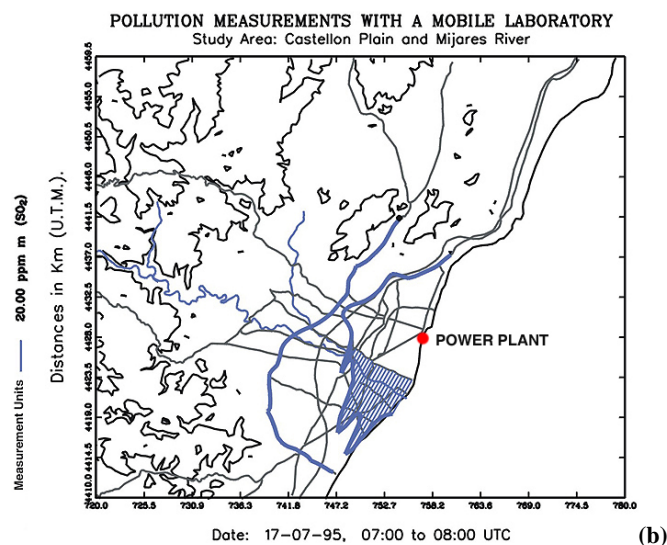 POLLUTION MEASUREMENTS WITH A MOBILE LABORATORY
Study Area: Castellon Plain and Mijares River
4459.5
4455.0
4450.5
4446.0
4441.5
4437.0
4432.5
4428.0
4423.5
4419.0
4414.5
4410.0
Distances in Km (U.T.M.).
Measurement Units
20.00 ppm m (SO2)
POWER PLANT
720.0 725.5 730.9 736.3 741.8 747.2 752.7 758.2 763.6 769.0 774.5 780.0
Date: 17-07-95, 07:00 to 08:00 UTC
(b)